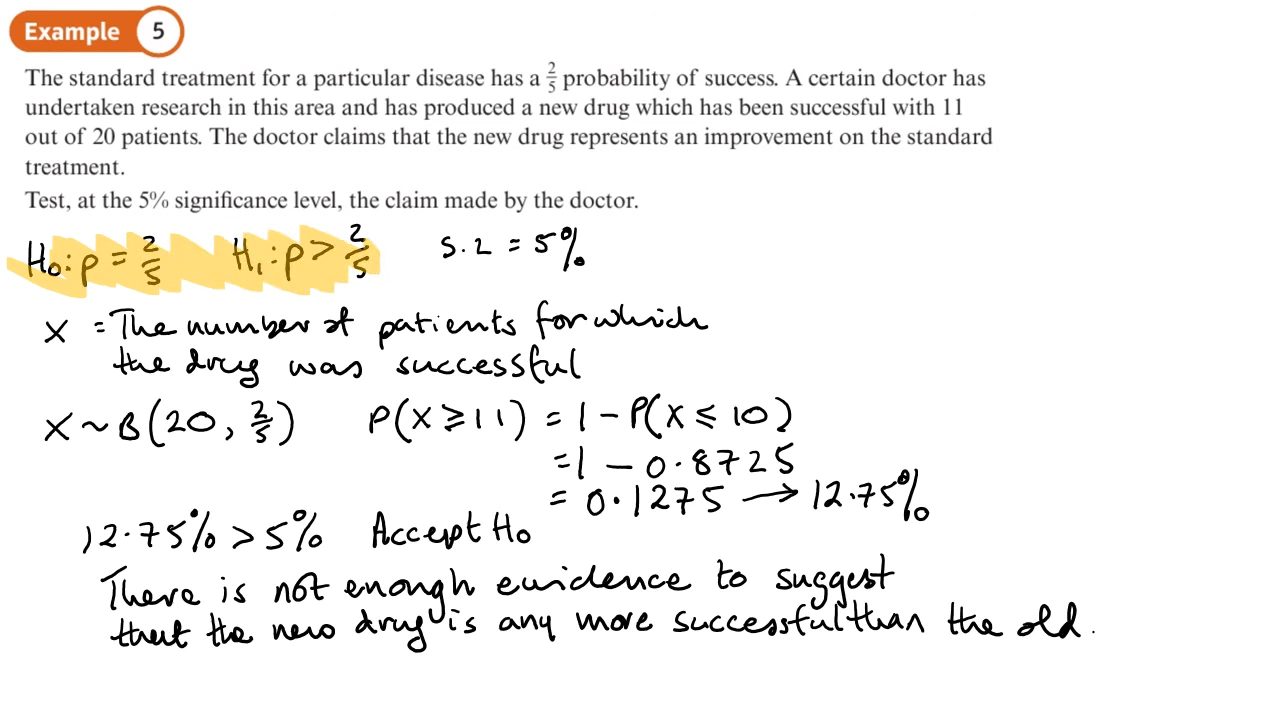 Example 5
The standard treatment for a particular disease has a 2/5 probability of success. A certain doctor has
undertaken research in this area and has produced a new drug which has been successful with 11
out of 20 patients. The doctor claims that the new drug represents an improvement on the standard
treatment.
Test, at the 5% significance level, the claim made by the doctor.
H₀: p = 2/5 H₁: p > 2/5 S.L = 5%
X = The number of patients for which
the drug was successful
X ~ B(20, 2/5) P(X ≥ 11) = 1 - P(X ≤ 10)
= 1 - 0.8725
= 0.1275 → 12.75%
12.75% > 5% Accept H₀
There is not enough evidence to suggest
that the new drug is any more successful than the old.